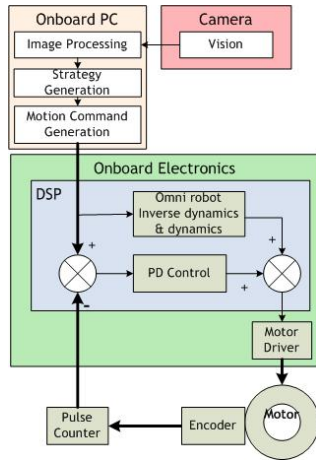 Onboard PC
Camera
Image Processing
Vision
Strategy
Generation
Motion Command
Generation
Onboard Electronics
DSP
Omni robot
Inverse dynamics
& dynamics
+
+
PD Control
+
-
Motor
Driver
Pulse
Counter
Encoder
Motor